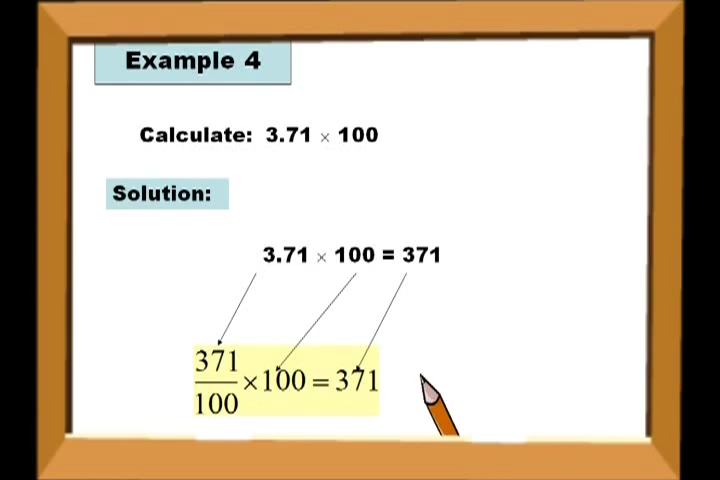 Example 4
Calculate: 3.71 × 100
Solution:
3.71 × 100 = 371
371/100 × 100 = 371